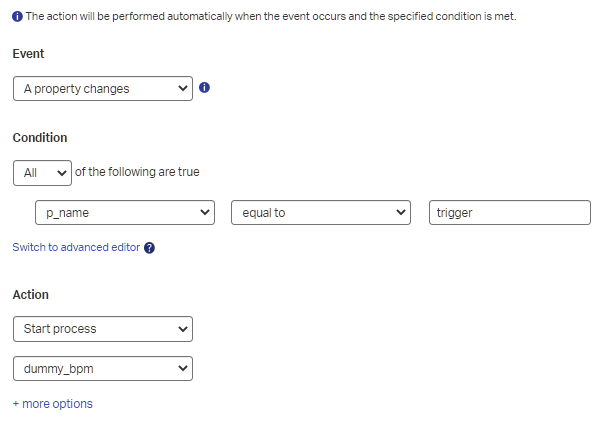 The action will be performed automatically when the event occurs and the specified condition is met.
Event
A property changes
Condition
All of the following are true
p_name equal to trigger
Switch to advanced editor ?
Action
Start process
dummy_bpm
+ more options